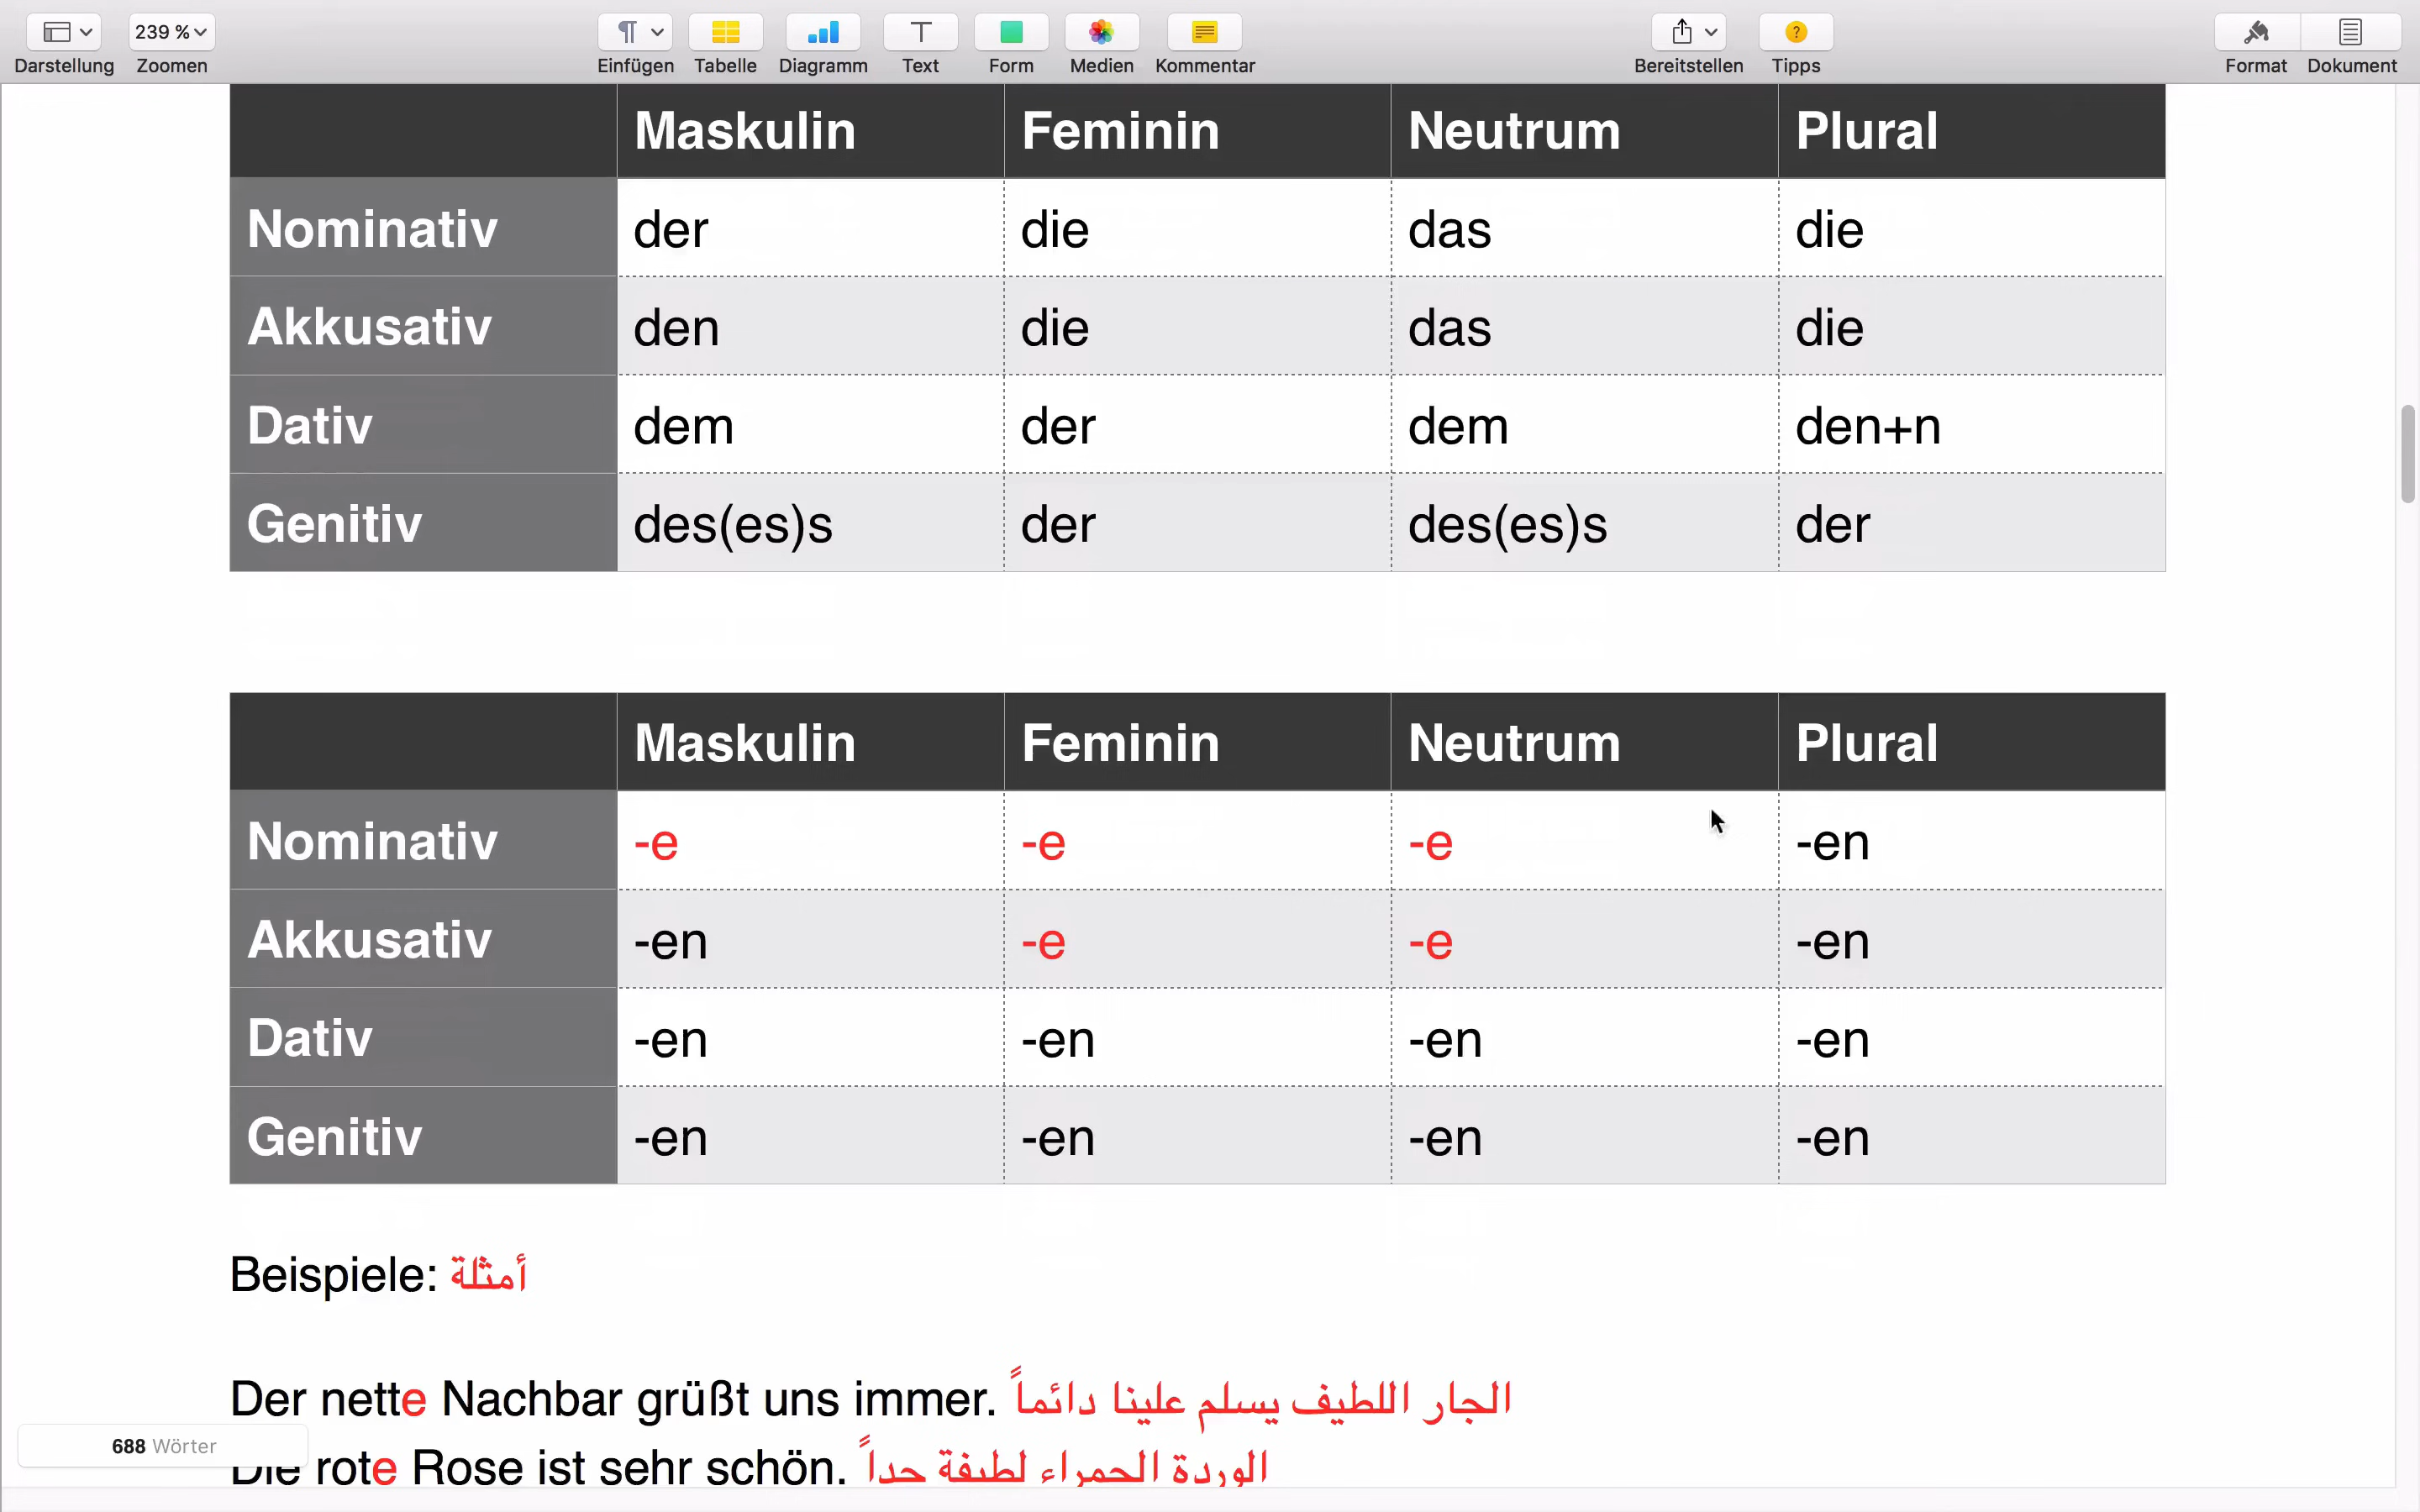 239 %
Darstellung Zoomen Einfügen Tabelle Diagramm Text Form Medien Kommentar Bereitstellen Tipps Format Dokument
Maskulin Feminin Neutrum Plural
Nominativ der die das die
Akkusativ den die das die
Dativ dem der dem den+n
Genitiv des(es)s der des(es)s der
Maskulin Feminin Neutrum Plural
Nominativ -e -e -e -en
Akkusativ -en -e -e -en
Dativ -en -en -en -en
Genitiv -en -en -en -en
Beispiele: أمثلة
Der nette Nachbar grüßt uns immer. الجار اللطيف يسلم علينا دائماً
688 Wörter
Die rote Rose ist sehr schön. الوردة الحمراء لطيفة جداً